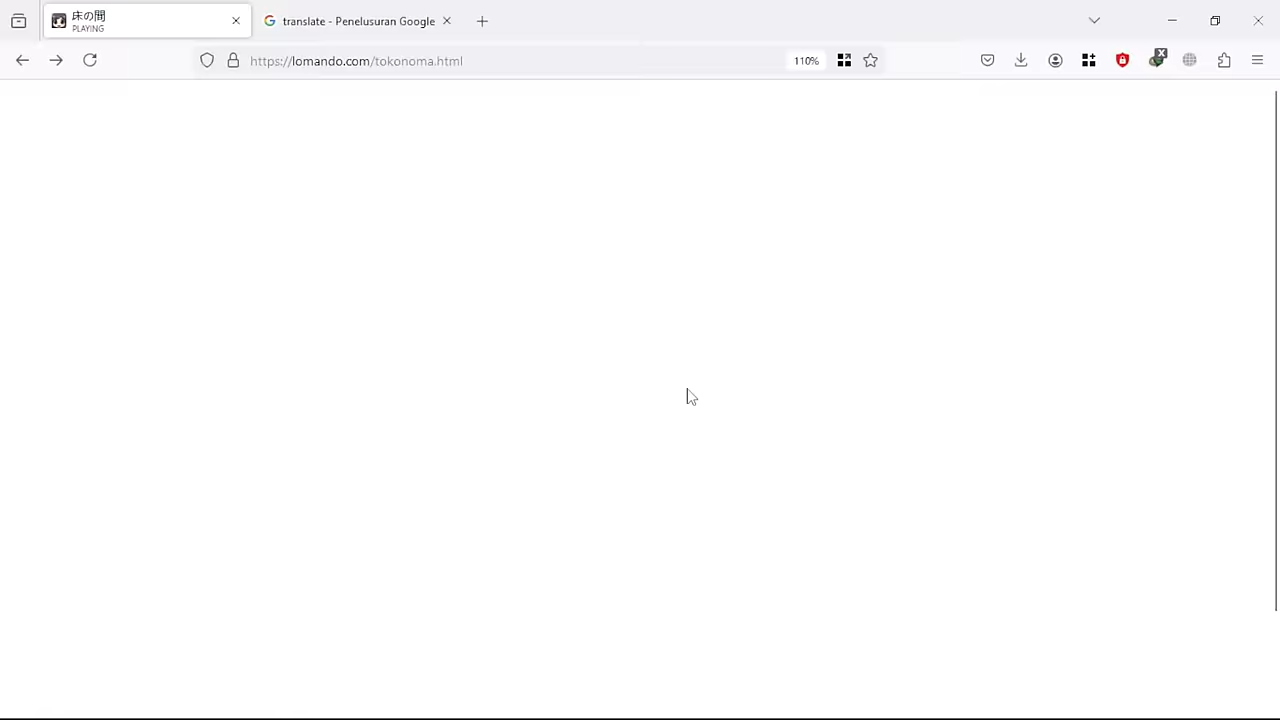 床の間
PLAYING
translate - Penelusuran Google
https://lomando.com/tokonoma.html
110%
X